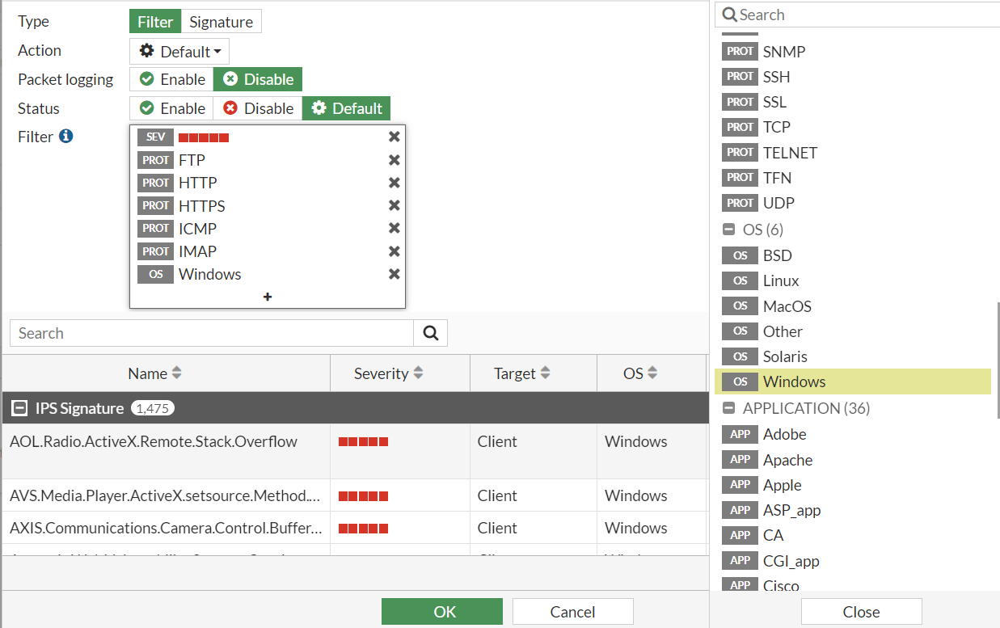 Type Filter Signature
Action Default
Packet logging Enable Disable
Status Enable Disable Default
Filter
SEV
PROT FTP
PROT HTTP
PROT HTTPS
PROT ICMP
PROT IMAP
OS Windows
+
Search
Name Severity Target OS
IPS Signature 1,475
AOL.Radio.ActiveX.Remote.Stack.Overflow Client Windows
AVS.Media.Player.ActiveX.setsource.Method.... Client Windows
AXIS.Communications.Camera.Control.Buffer... Client Windows
OK Cancel
Search
PROT SNMP
PROT SSH
PROT SSL
PROT TCP
PROT TELNET
PROT TFN
PROT UDP
OS (6)
OS BSD
OS Linux
OS MacOS
OS Other
OS Solaris
OS Windows
APPLICATION (36)
APP Adobe
APP Apache
APP Apple
APP ASP_app
APP CA
APP CGI_app
APP Cisco
Close